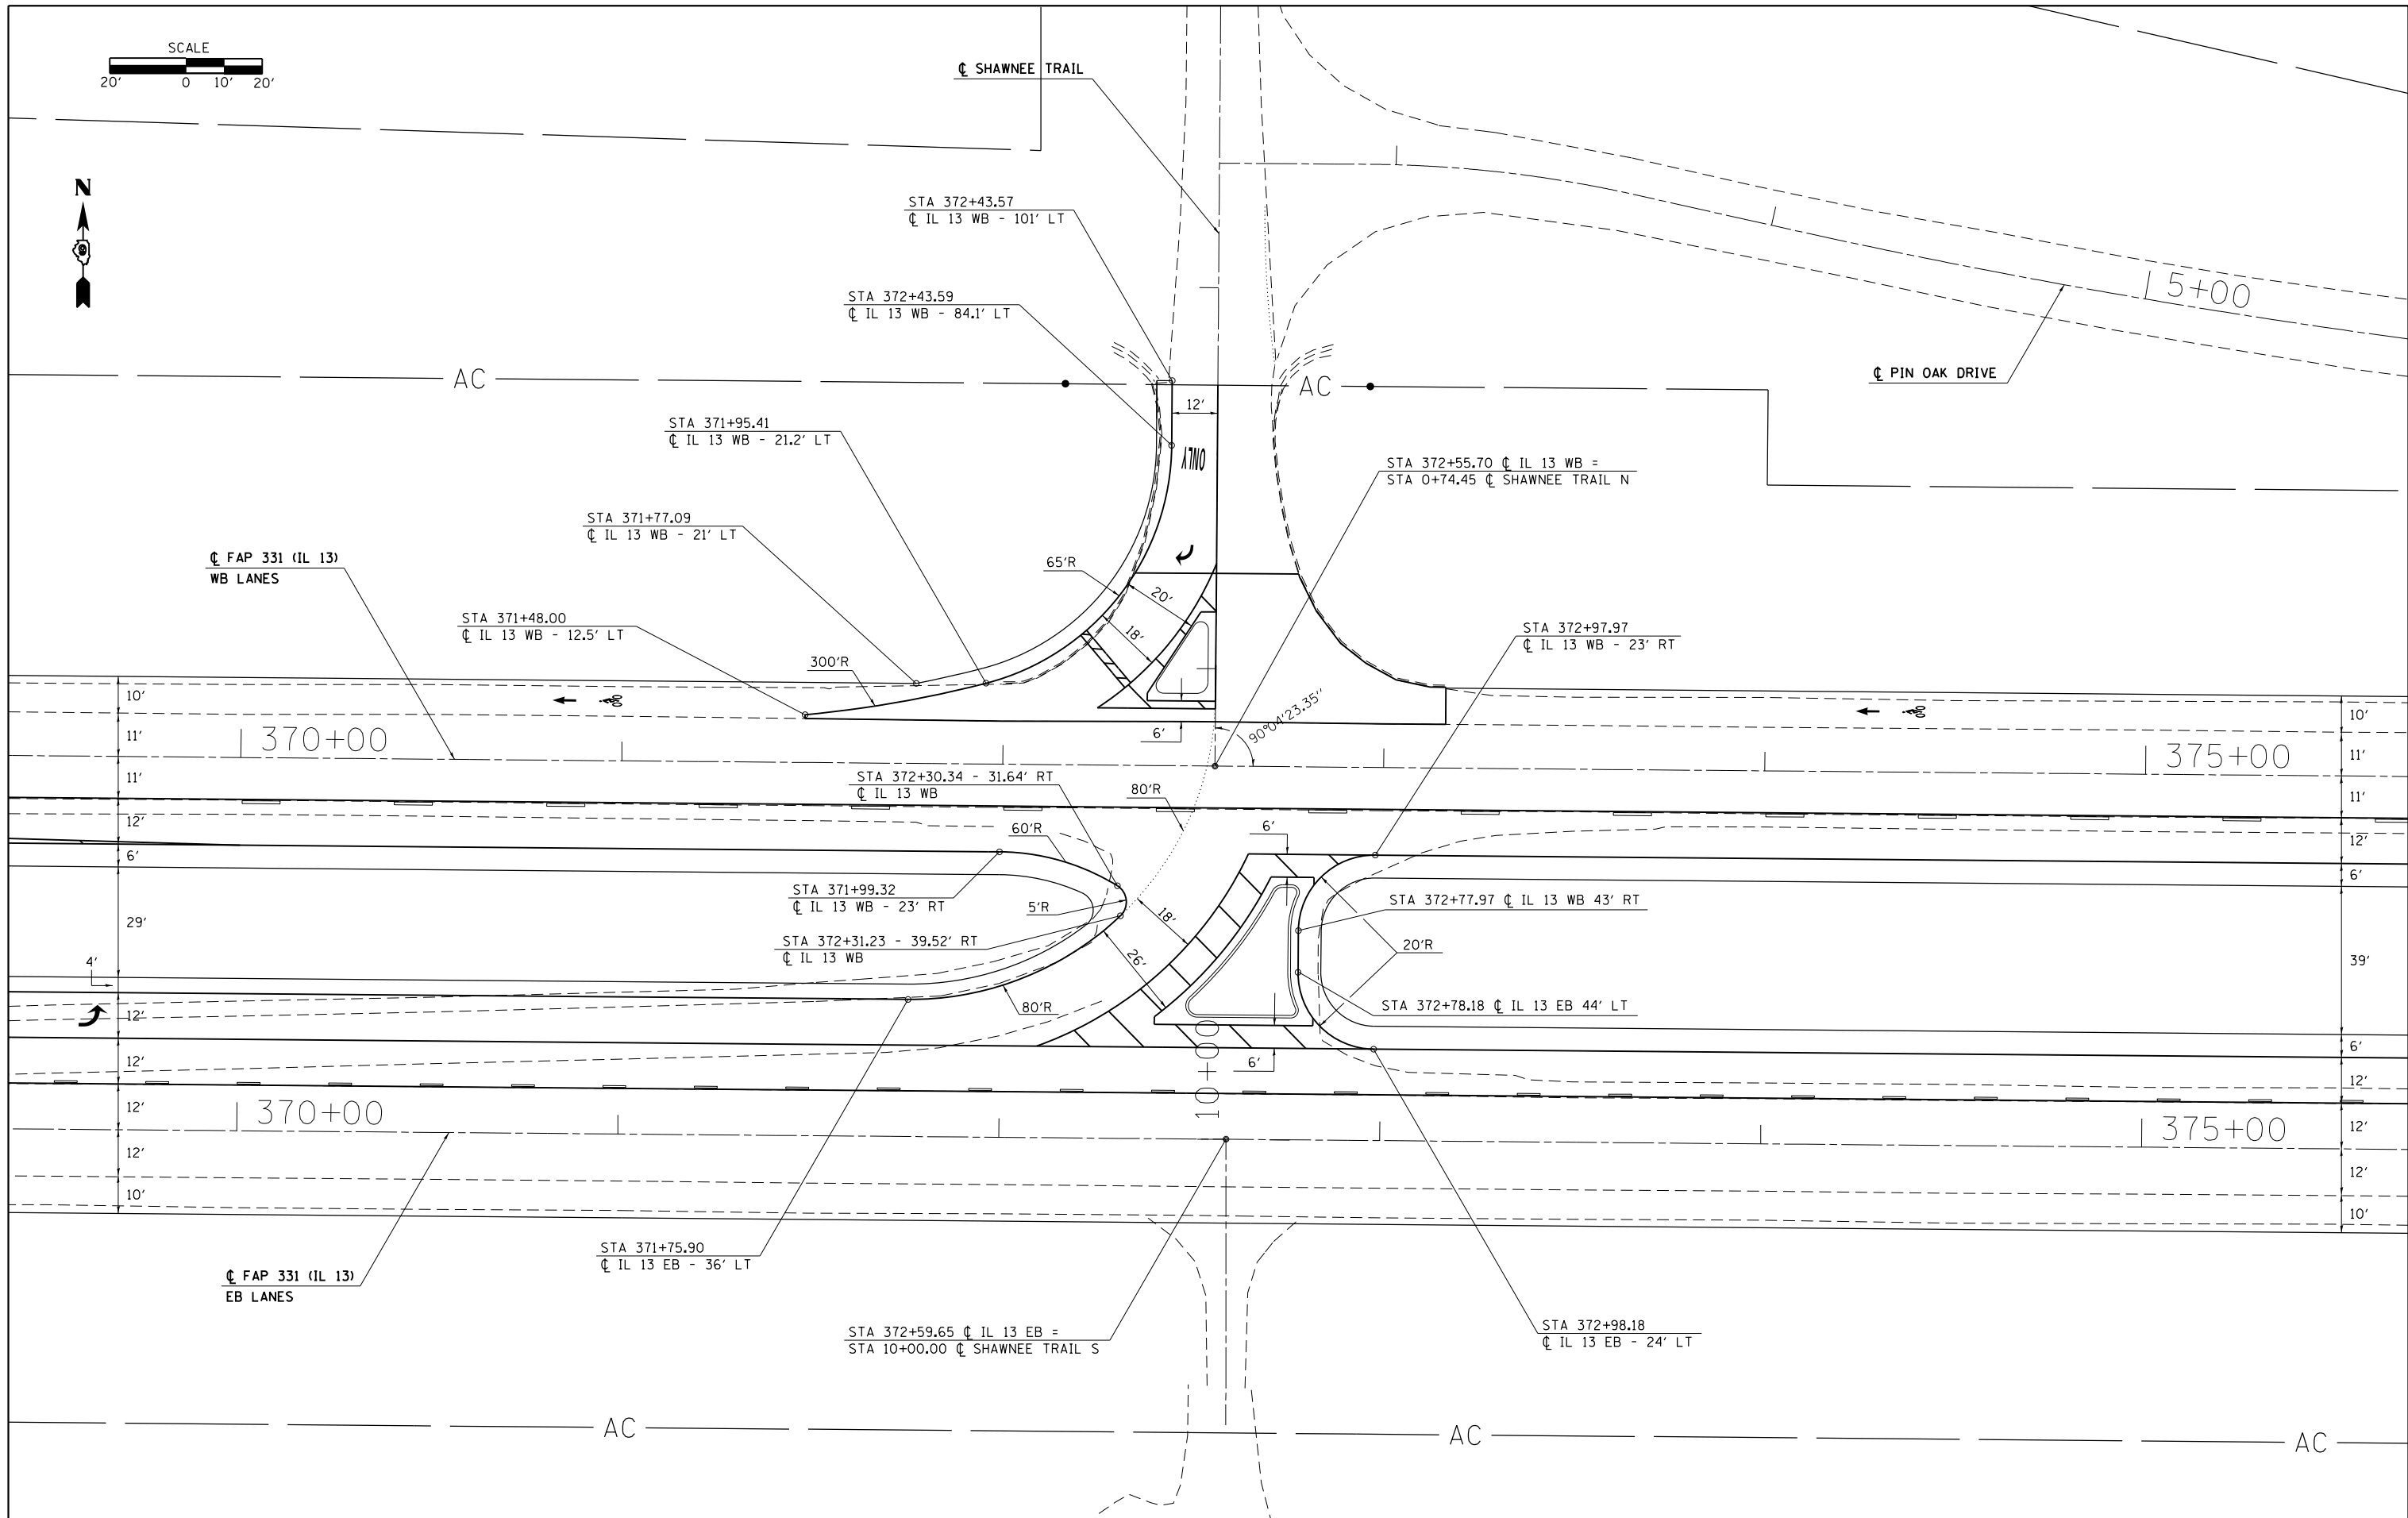 SCALE
20' 0 10' 20'
N
℄ SHAWNEE TRAIL
STA 372+43.57
℄ IL 13 WB - 101' LT
STA 372+43.59
℄ IL 13 WB - 84.1' LT
5+00
℄ PIN OAK DRIVE
AC
AC
12'
ONLY
STA 371+95.41
℄ IL 13 WB - 21.2' LT
STA 372+55.70 ℄ IL 13 WB =
STA 0+74.45 ℄ SHAWNEE TRAIL N
STA 371+77.09
℄ IL 13 WB - 21' LT
℄ FAP 331 (IL 13)
WB LANES
65'R
20'
18'
STA 371+48.00
℄ IL 13 WB - 12.5' LT
300'R
STA 372+97.97
℄ IL 13 WB - 23' RT
10'
11'
11'
12'
6'
29'
4'
12'
12'
12'
12'
10'
370+00
6'
90°04'23.35"
375+00
10'
11'
11'
12'
6'
39'
6'
12'
12'
12'
10'
STA 372+30.34 - 31.64' RT
℄ IL 13 WB
80'R
60'R
6'
STA 371+99.32
℄ IL 13 WB - 23' RT
5'R
18'
STA 372+77.97 ℄ IL 13 WB 43' RT
STA 372+31.23 - 39.52' RT
℄ IL 13 WB
26'
20'R
80'R
STA 372+78.18 ℄ IL 13 EB 44' LT
6'
10+00
370+00
375+00
STA 371+75.90
℄ IL 13 EB - 36' LT
℄ FAP 331 (IL 13)
EB LANES
STA 372+59.65 ℄ IL 13 EB =
STA 10+00.00 ℄ SHAWNEE TRAIL S
STA 372+98.18
℄ IL 13 EB - 24' LT
AC
AC
AC